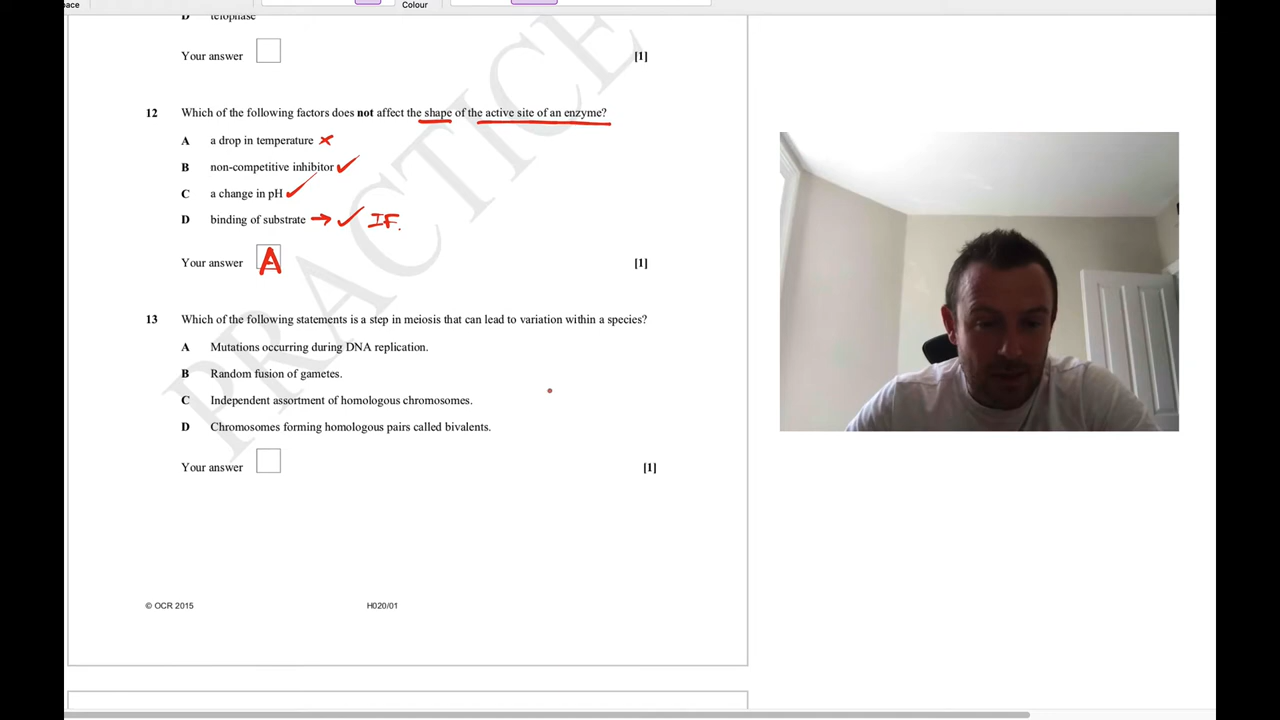 pace
Colour
D telophase
Your answer
[1]
12 Which of the following factors does not affect the shape of the active site of an enzyme?
A a drop in temperature
B non-competitive inhibitor
C a change in pH
D binding of substrate → ✓ IF.
Your answer A
[1]
13 Which of the following statements is a step in meiosis that can lead to variation within a species?
A Mutations occurring during DNA replication.
B Random fusion of gametes.
C Independent assortment of homologous chromosomes.
D Chromosomes forming homologous pairs called bivalents.
Your answer
[1]
© OCR 2015
H020/01
PRACTICE